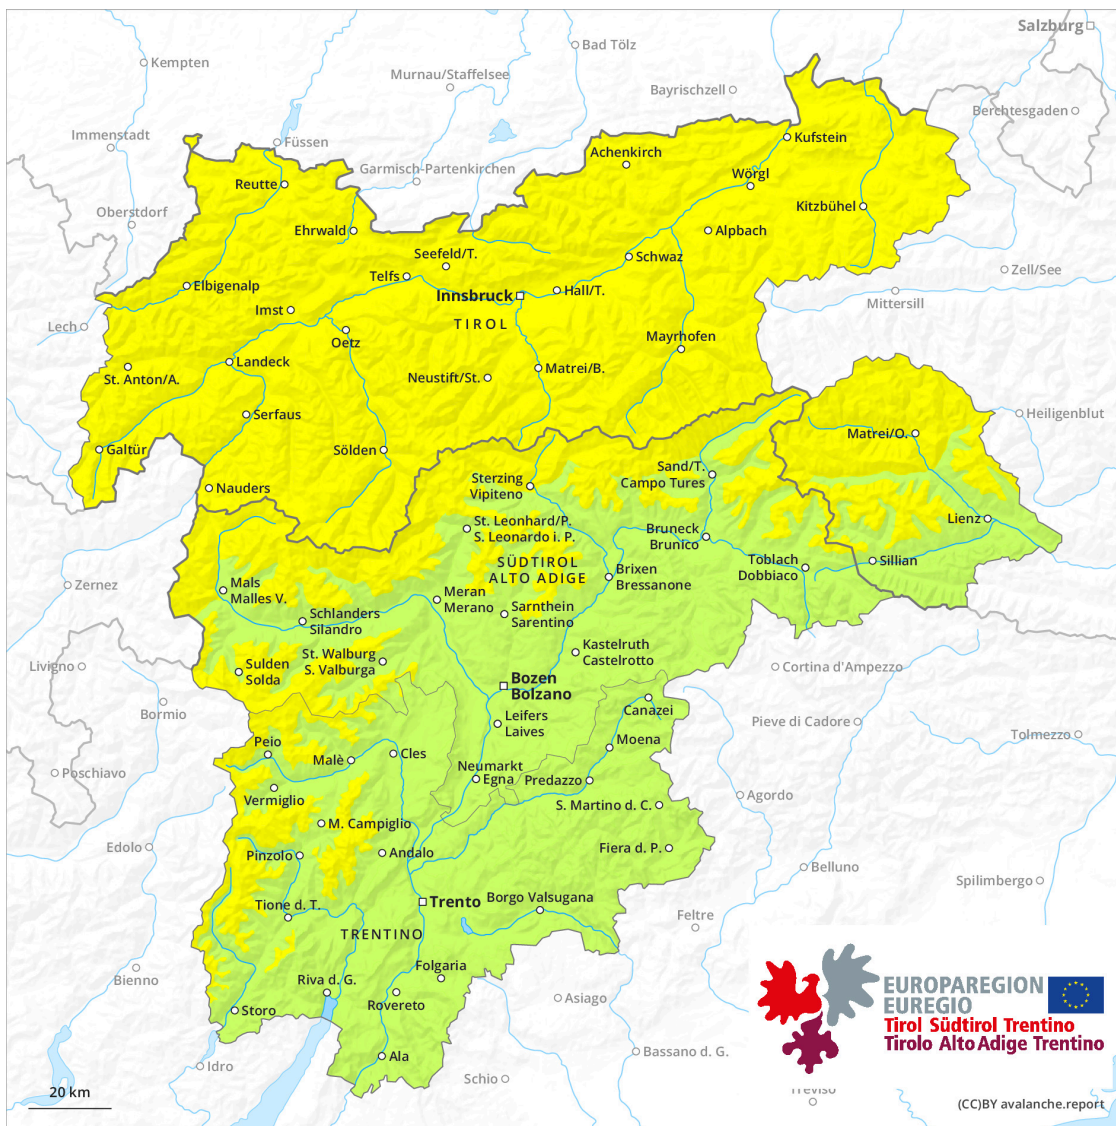 Salzburg
Bad Tölz
Kempten
Murnau/Staffelsee
Bayrischzell
Berchtesgaden
Immenstadt
Füssen
Kufstein
Achenkirch
Garmisch-Partenkirchen
Wörgl
Reutte
Oberstdorf
Kitzbühel
Ehrwald
Alpbach
Seefeld/T.
Schwaz
Telfs
Zell/See
Elbigenalp
Hall/T.
Innsbruck
Mittersill
Imst
TIROL
Lech
Oetz
Mayrhofen
Landeck
Matrei/B.
St. Anton/A.
Neustift/St.
Serfaus
Heiligenblut
Matrei/O.
Galtür
Sölden
Sand/T.
Campo Tures
Sterzing
Vipiteno
Nauders
St. Leonhard/P.
S. Leonardo i. P.
Lienz
Bruneck
Brunico
SÜDTIROL
ALTO ADIGE
Toblach
Dobbiaco
Sillian
Brixen
Bressanone
Zernez
Mals
Malles V.
Meran
Merano
Sarnthein
Sarentino
Schlanders
Silandro
Kastelruth
Castelrotto
St. Walburg
S. Valburga
Livigno
Sulden
Solda
Cortina d'Ampezzo
Bozen
Bolzano
Bormio
Canazei
Leifers
Laives
Pieve di Cadore
Tolmezzo
Peio
Moena
Cles
Malè
Poschiavo
Neumarkt
Egna
Predazzo
Vermiglio
Agordo
S. Martino d. C.
M. Campiglio
Edolo
Andalo
Fiera d. P.
Pinzolo
Belluno
Spilimbergo
Borgo Valsugana
Trento
Tione d. T.
Feltre
TRENTINO
Folgaria
Bienno
Riva d. G.
EUROPAREGION
EUREGIO
Tirol Südtirol Trentino
Tirolo Alto Adige Trentino
Asiago
Rovereto
Storo
Ala
Bassano d. G.
Idro
Schio
20 km
Treviso
(CC)BY avalanche.report